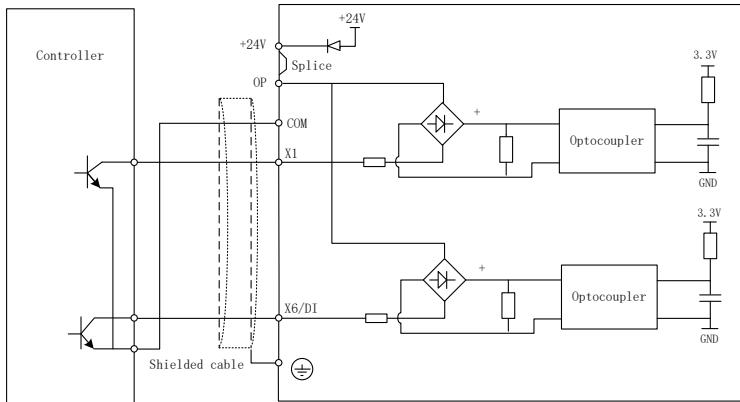 +24V
Controller
+24V
Splice
3.3V
OP
+
COM
Optocoupler
X1
GND
3.3V
+
Optocoupler
X6/DI
GND
Shielded cable